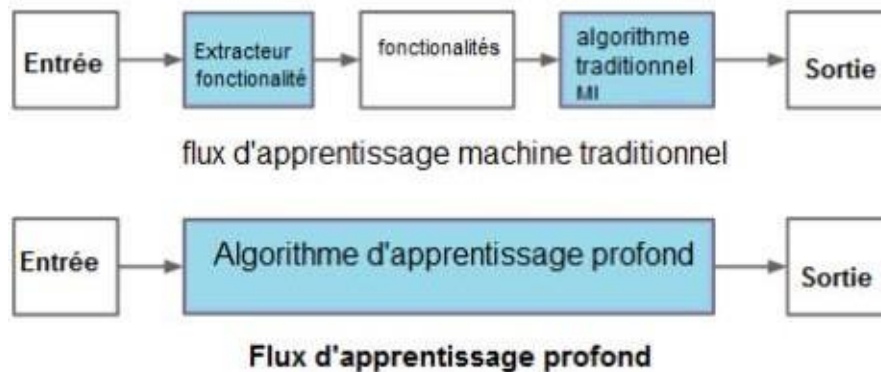 Entrée
Extracteur
fonctionalité
fonctionalités
algorithme
traditionnel
Sortie
flux d'apprentissage machine traditionnel
Entrée
Algorithme d'apprentissage profond
Sortie
Flux d'apprentissage profond